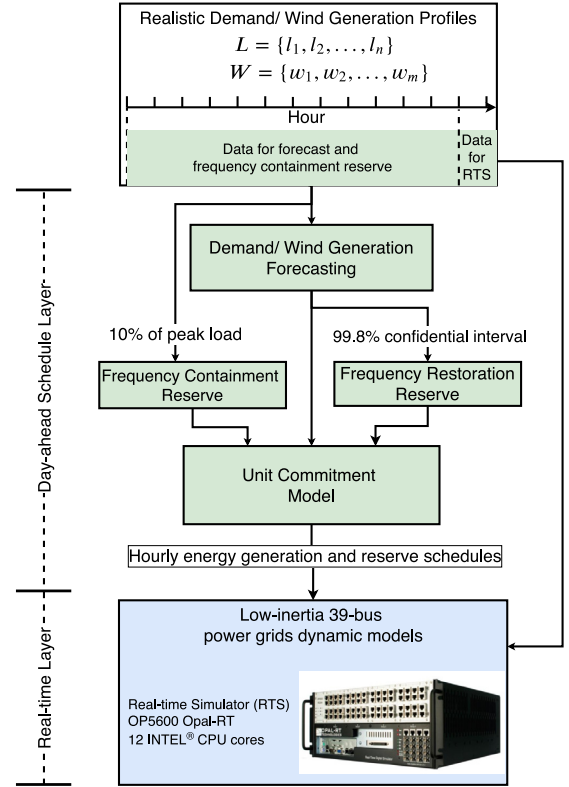 Realistic Demand/ Wind Generation Profiles
L = {l₁, l₂, . . . , lₙ}
W = {w₁, w₂, . . . , wₘ}
Hour
Data for forecast and
frequency containment reserve
Data
for
RTS
Day-ahead Schedule Layer
Demand/ Wind Generation
Forecasting
10% of peak load
99.8% confidential interval
Frequency Containment
Reserve
Frequency Restoration
Reserve
Unit Commitment
Model
Hourly energy generation and reserve schedules
Real-time Layer
Low-inertia 39-bus
power grids dynamic models
Real-time Simulator (RTS)
OP5600 Opal-RT
12 INTEL® CPU cores
OPAL-RT